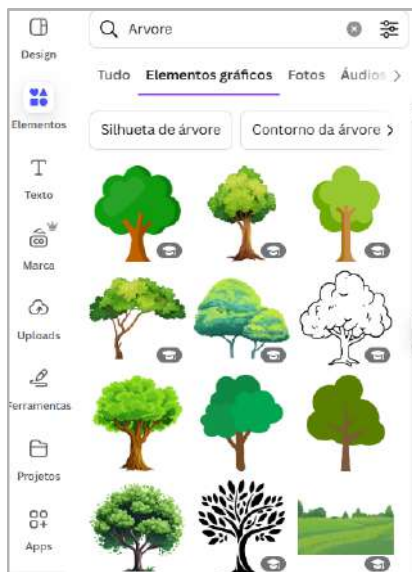 Arvore
Design
Tudo Elementos gráficos Fotos Áudios
Elementos
Silhueta de árvore Contorno da árvore
Texto
CO
Marca
Uploads
Ferramentas
Projetos
Apps